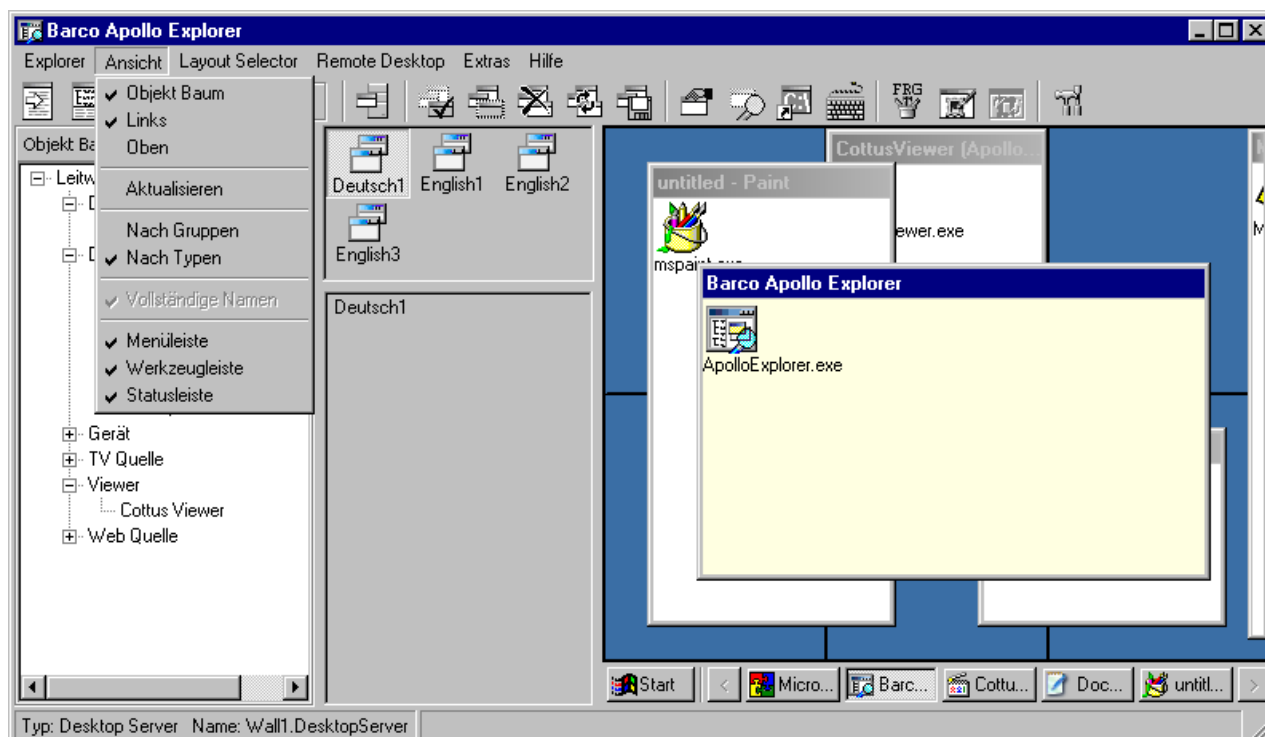 Barco Apollo Explorer
Explorer Ansicht Layout Selector Remote Desktop Extras Hilfe
FRG
Objekt Baum
Links
Oben
Aktualisieren
Nach Gruppen
Nach Typen
Vollständige Namen
Menüleiste
Werkzeugleiste
Statusleiste
Objekt Ba
Leitw
Gerät
TV Quelle
Viewer
Cottus Viewer
Web Quelle
Deutsch1 English1 English2
English3
Deutsch1
CottusViewer (Apollo...
ewer.exe
untitled - Paint
mspaint.exe
Barco Apollo Explorer
ApolloExplorer.exe
Start < Micro... Barc... Cottu... Doc... untitl... >
Typ: Desktop Server Name: Wall1.DesktopServer